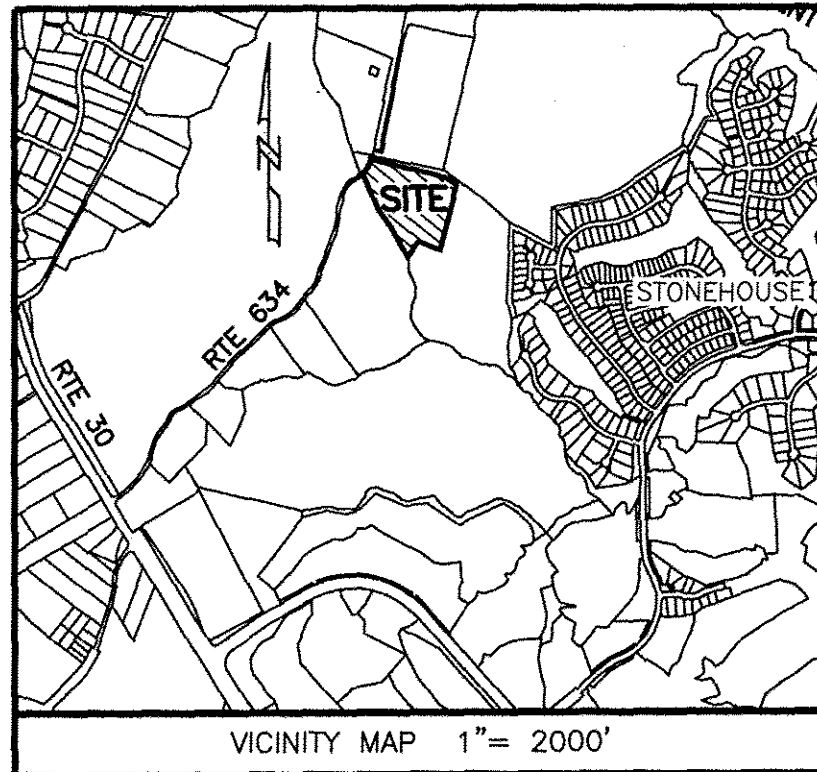 N
SITE
STONEHOUSE
RTE 634
RTE 30
VICINITY MAP 1"= 2000'